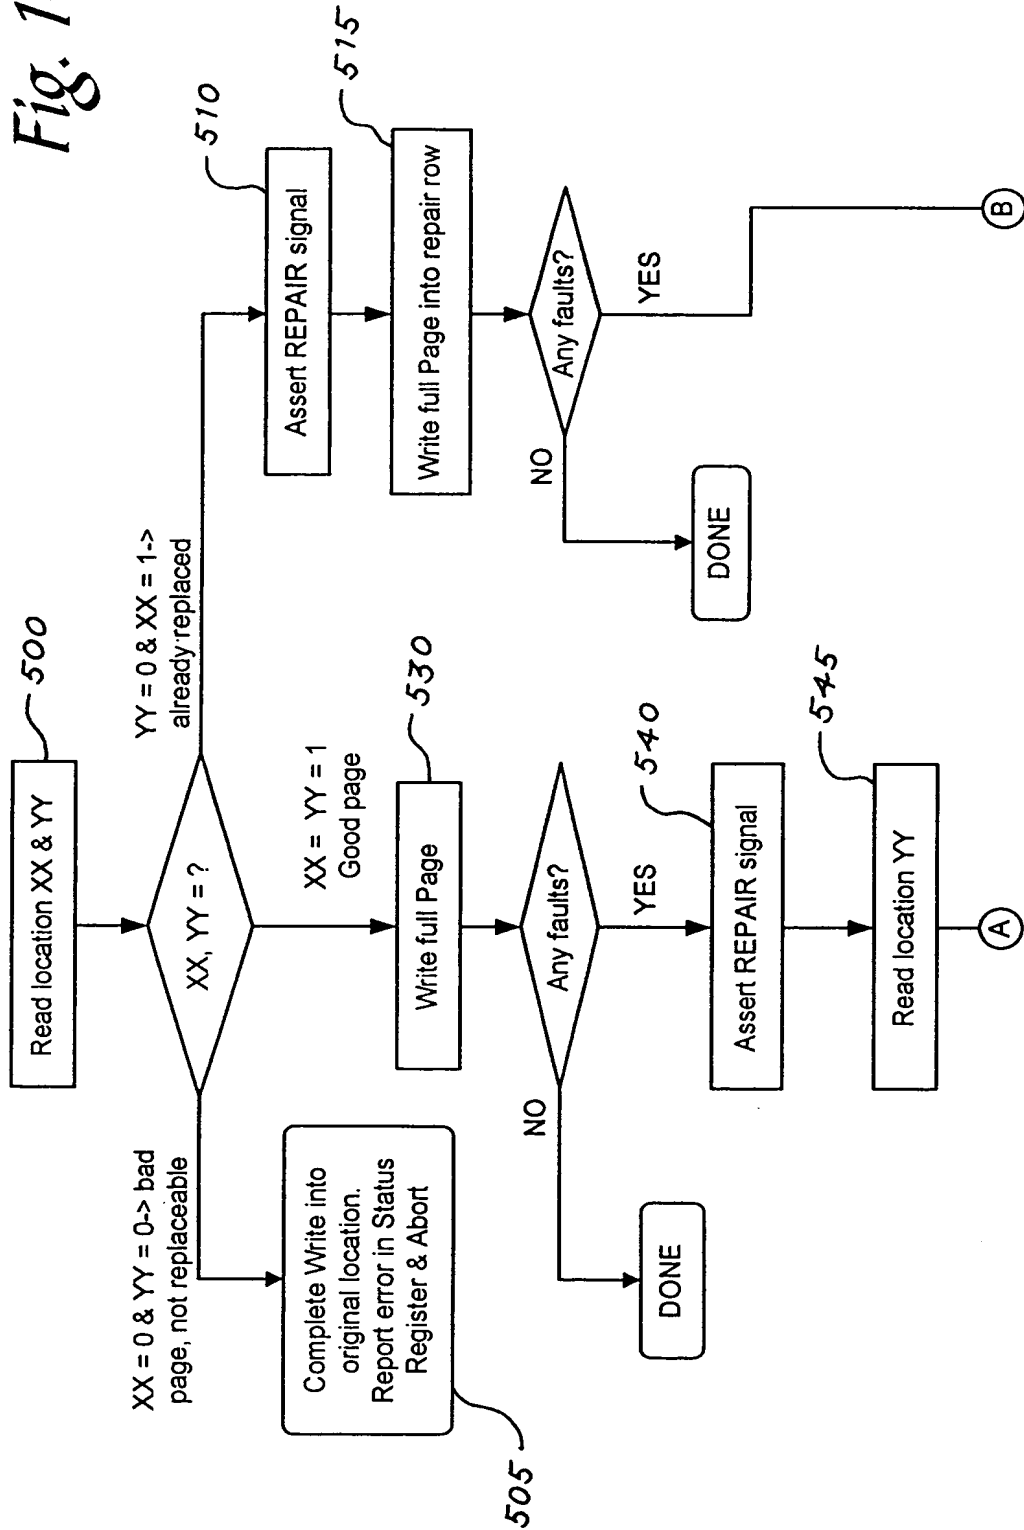 Fig. 1
Read location XX & YY
500
XX, YY = ?
XX = 0 & YY = 0-> bad
page, not replaceable
YY = 0 & XX = 1->
already replaced
XX = YY = 1
Good page
Complete Write into
original location.
Report error in Status
Register & Abort
505
Write full Page
530
Any faults?
NO
DONE
YES
Assert REPAIR signal
540
Read location YY
545
A
Assert REPAIR signal
510
Write full Page into repair row
515
Any faults?
NO
DONE
YES
B